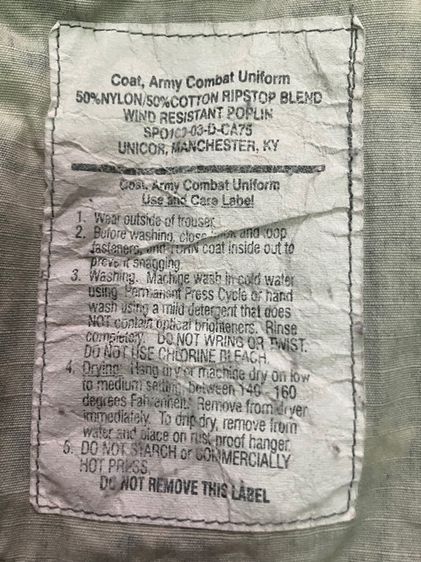 Coat, Army Combat Uniform
50%NYLON/50%COTTON RIPSTOP BLEND
WIND RESISTANT POPLIN
SPO1C1-03-D-CA75
UNICOR, MANCHESTER, KY
Coat, Army Combat Uniform
Use and Care Label
1. Wear outside of trouser.
2. Before washing, close hook and loop
fasteners, and TURN coat inside out to
prevent snagging.
3. Washing: Machine wash in cold water
using Permanent Press Cycle or hand
wash using a mild detergent that does
NOT contain optical brighteners. Rinse
completely. DO NOT WRING OR TWIST.
DO NOT USE CHLORINE BLEACH.
4. Drying: Hang dry or machine dry on low
to medium setting, between 140-160
degrees Fahrenheit. Remove from dryer
immediately. To drip dry, remove from
water and place on rust proof hanger.
5. DO NOT STARCH or COMMERCIALLY
HOT PRESS.
DO NOT REMOVE THIS LABEL